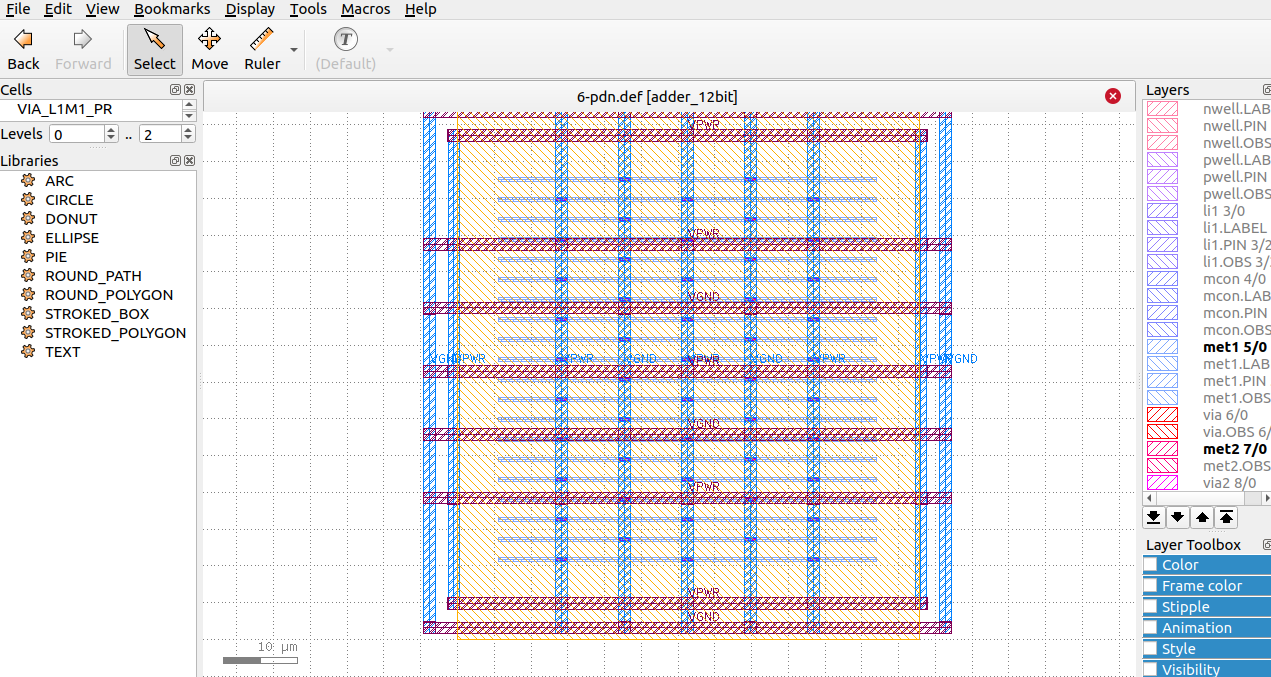 File Edit View Bookmarks Display Tools Macros Help
Back Forward Select Move Ruler T (Default)
Cells
VIA_L1M1_PR
Levels 0 .. 2
Libraries
ARC
CIRCLE
DONUT
ELLIPSE
PIE
ROUND_PATH
ROUND_POLYGON
STROKED_BOX
STROKED_POLYGON
TEXT
6-pdn.def [adder_12bit]
VPWR
VPWR
VGND
VPWR
VGND VPWR VPWR VGND VGND VPWR VPWR VGND
VGND
VPWR
VPWR
VGND
10 µm
Layers
nwell.LAB
nwell.PIN
nwell.OBS
pwell.LAB
pwell.PIN
pwell.OBS
li1 3/0
li1.LABEL
li1.PIN 3/2
li1.OBS 3/
mcon 4/0
mcon.LAB
mcon.PIN
mcon.OBS
met1 5/0
met1.LAB
met1.PIN
met1.OBS
via 6/0
via.OBS 6/
met2 7/0
met2.OBS
via2 8/0
Layer Toolbox
Color
Frame color
Stipple
Animation
Style
Visibility